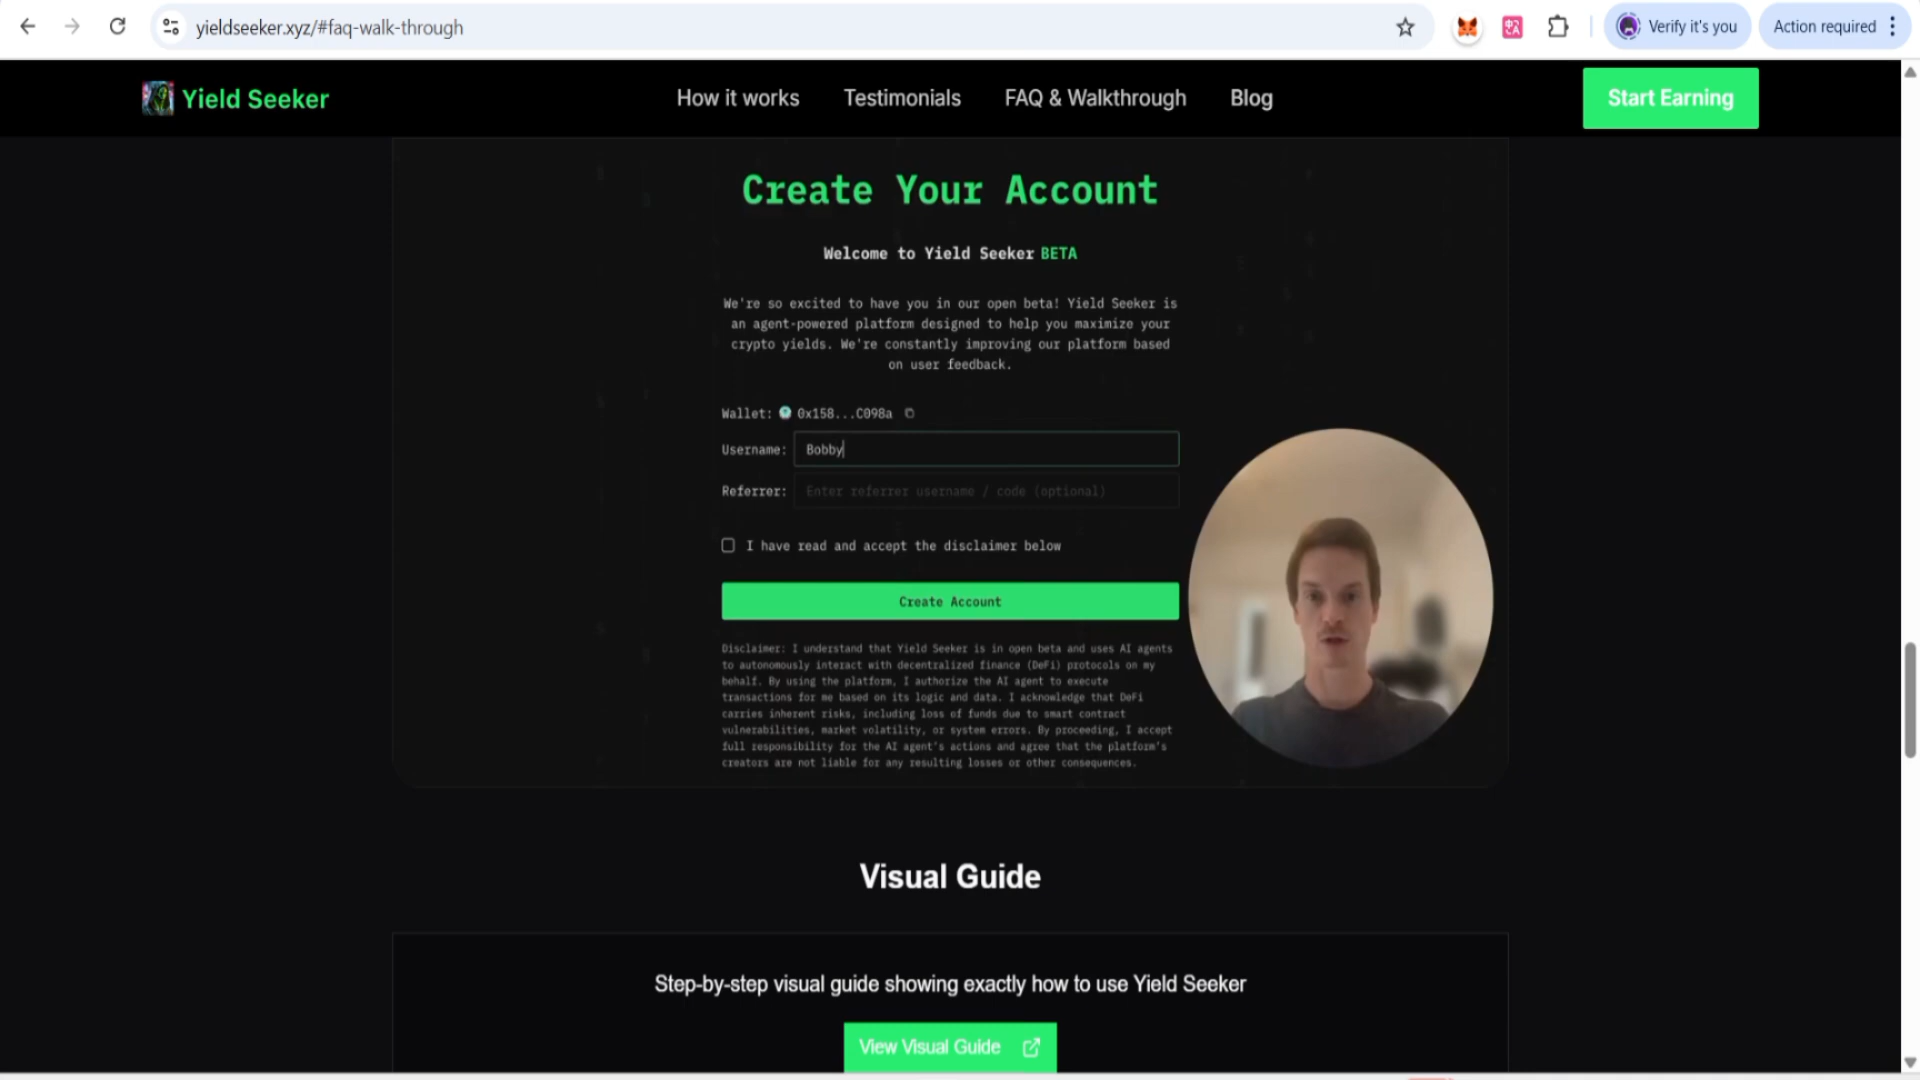 yieldseeker.xyz/#faq-walk-through
Verify it's you
Action required
Yield Seeker
How it works
Testimonials
FAQ & Walkthrough
Blog
Start Earning
Create Your Account
Welcome to Yield Seeker BETA
We're so excited to have you in our open beta! Yield Seeker is
an agent-powered platform designed to help you maximize your
crypto yields. We're constantly improving our platform based
on user feedback.
Wallet: 0x158...C098a
Username: Bobby
Referrer: Enter referrer username / code (optional)
I have read and accept the disclaimer below
Create Account
Disclaimer: I understand that Yield Seeker is in open beta and uses AI agents
to autonomously interact with decentralized finance (DeFi) protocols on my
behalf. By using the platform, I authorize the AI agent to execute
transactions for me based on its logic and data. I acknowledge that DeFi
carries inherent risks, including loss of funds due to smart contract
vulnerabilities, market volatility, or system errors. By proceeding, I accept
full responsibility for the AI agent's actions and agree that the platform's
creators are not liable for any resulting losses or other consequences.
Visual Guide
Step-by-step visual guide showing exactly how to use Yield Seeker
View Visual Guide